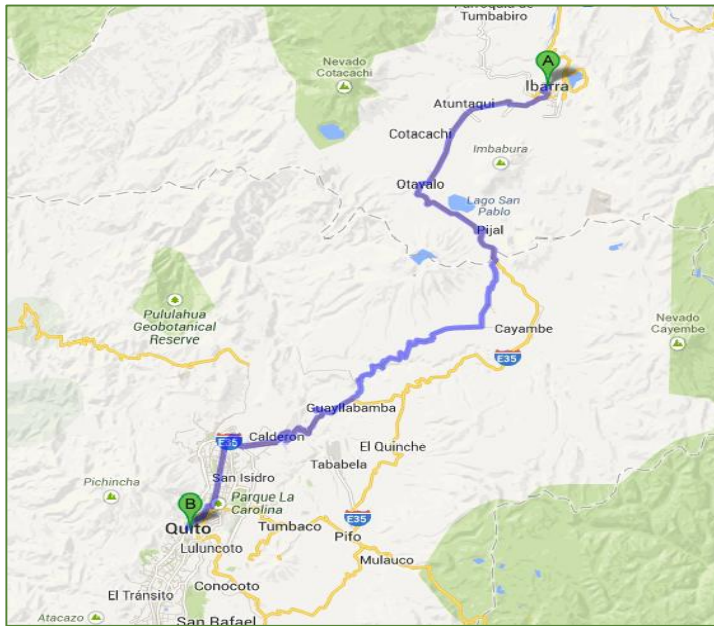 Parroquia de
Tumbabiro
Nevado
Cotacachi
A
Ibarra
Atuntaqui
Cotacachi
Imbabura
Otavalo
Lago San
Pablo
Pijal
Pululahua
Geobotanical
Reserve
Cayambe
Nevado
Cayembe
E35
Guayllabamba
E35
Calderon
El Quinche
Tababela
San Isidro
Pichincha
B
Parque La
Carolina
E35
Quito
Tumbaco
Pifo
Luluncoto
Mulauco
Conocoto
El Tránsito
Atacazo
San Rafael